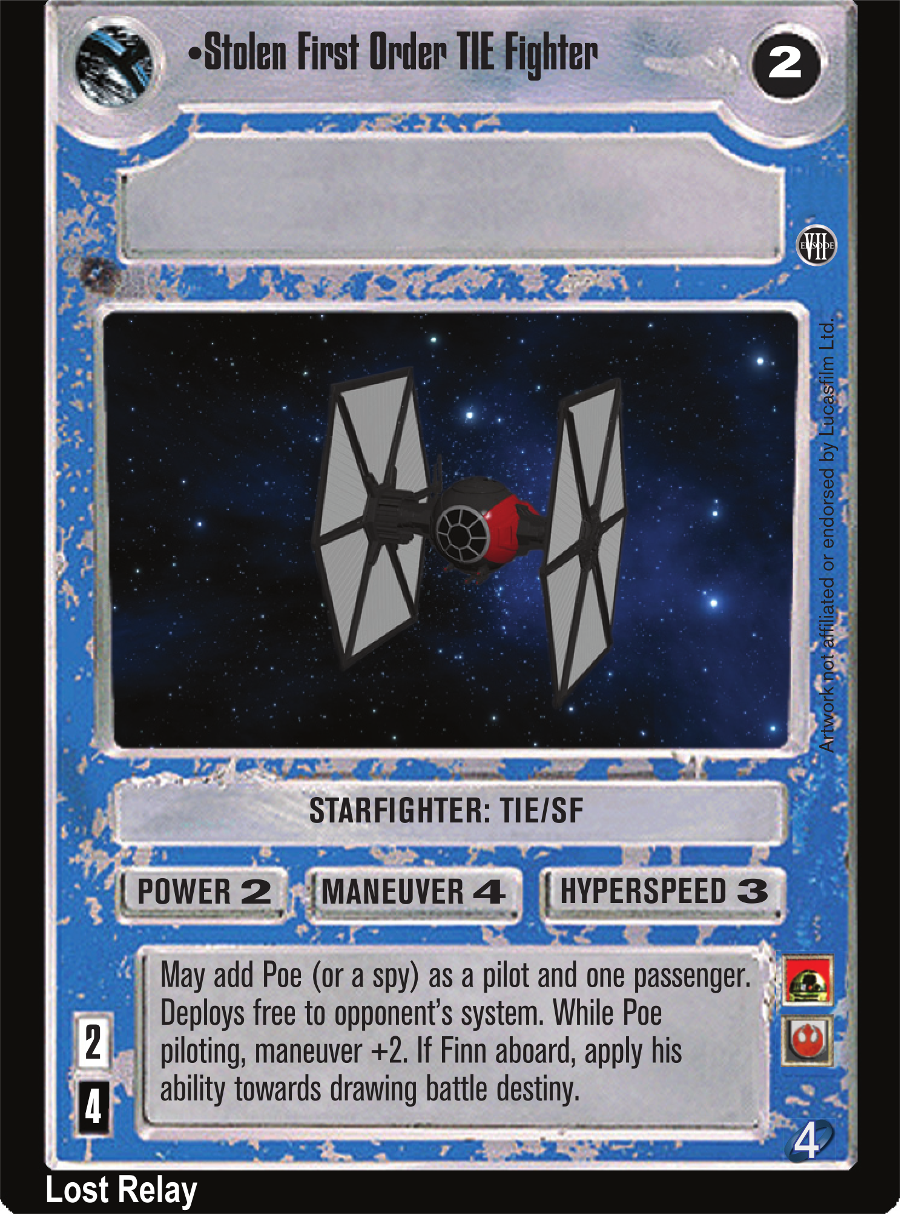 •Stolen First Order TIE Fighter
2
EPISODE
VII
Artwork not affiliated or endorsed by Lucasfilm Ltd.
STARFIGHTER: TIE/SF
POWER 2
MANEUVER 4
HYPERSPEED 3
May add Poe (or a spy) as a pilot and one passenger.
Deploys free to opponent's system. While Poe
piloting, maneuver +2. If Finn aboard, apply his
ability towards drawing battle destiny.
2
4
4
Lost Relay